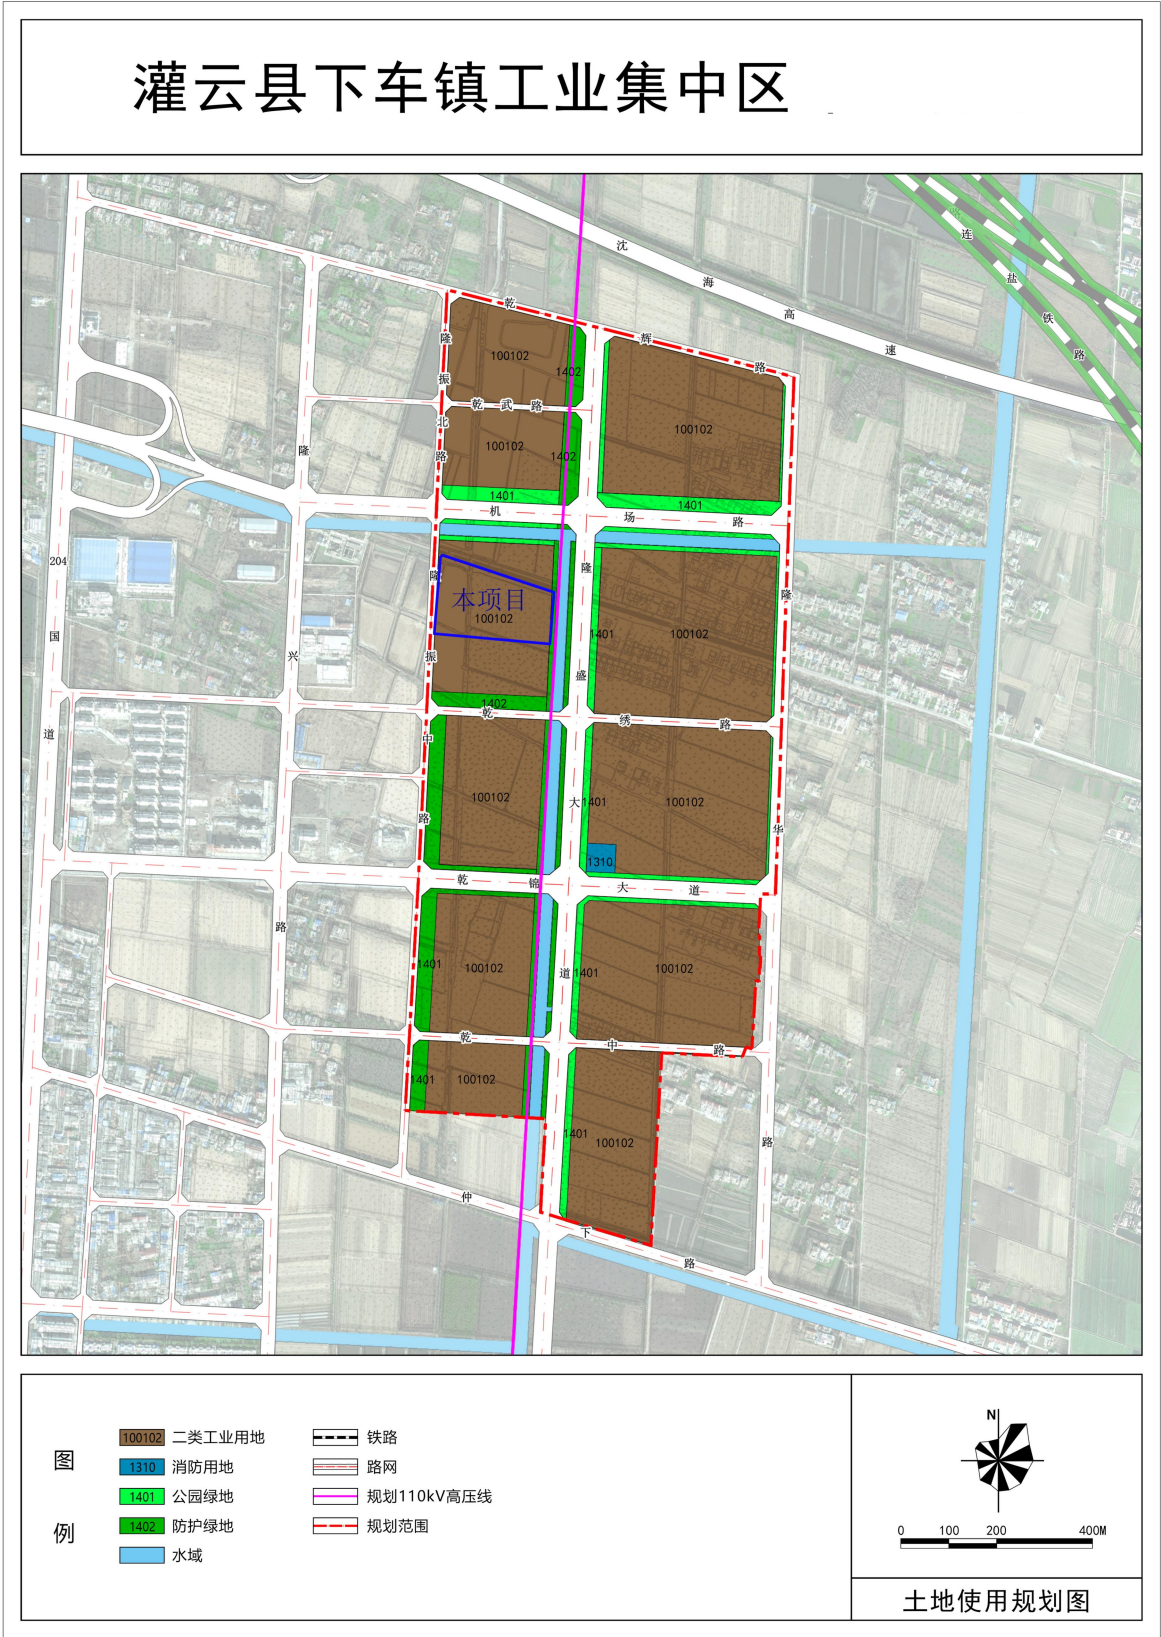 灌云县下车镇工业集中区
沈海高速
连盐铁路
乾辉路
隆振北路
100102
1402
100102
乾武路
100102
1402
1401
1401
机场路
204国道
隆兴路
隆振中路
本项目
100102
隆盛大道
1401
100102
隆华路
1402
乾绣路
100102
1401
100102
1310
乾锦大道
1401
100102
1401
100102
乾中路
1401
100102
1401
100102
仲下路
图例
100102 二类工业用地
1310 消防用地
1401 公园绿地
1402 防护绿地
水域
铁路
路网
规划110kV高压线
规划范围
N
0 100 200 400M
土地使用规划图